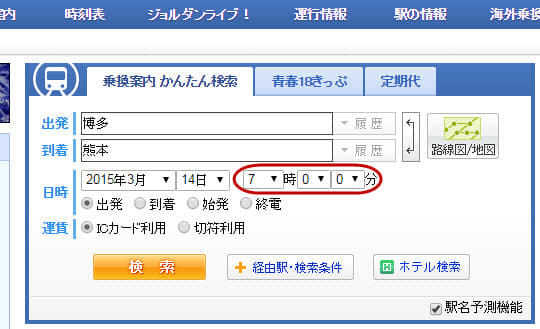 案内 時刻表 ジョルダンライブ！ 運行情報 駅の情報 海外乗換
乗換案内 かんたん検索 青春18きっぷ 定期代
出発 博多 ▼履歴
到着 熊本 ▼履歴
路線図/地図
日時 2015年3月 ▼ 14日 ▼ 7 ▼ 時 0 ▼ 0 ▼ 分
出発 到着 始発 終電
運賃 ICカード利用 切符利用
検 索 経由駅・検索条件 H ホテル検索
駅名予測機能